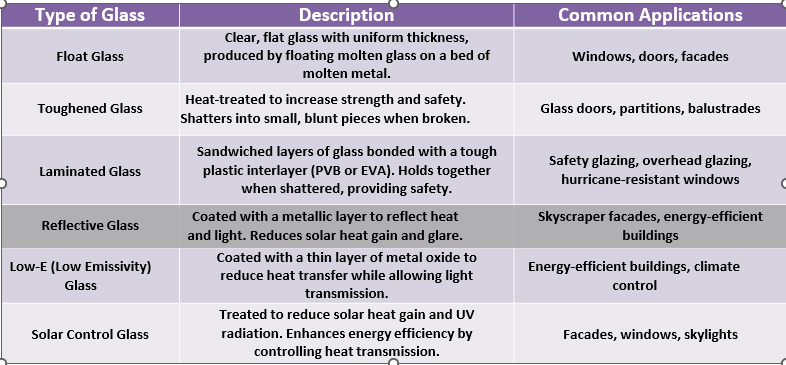 Type of Glass
Description
Common Applications
Float Glass
Clear, flat glass with uniform thickness,
produced by floating molten glass on a bed of
molten metal.
Windows, doors, facades
Toughened Glass
Heat-treated to increase strength and safety.
Shatters into small, blunt pieces when broken.
Glass doors, partitions, balustrades
Laminated Glass
Sandwiched layers of glass bonded with a tough
plastic interlayer (PVB or EVA). Holds together
when shattered, providing safety.
Safety glazing, overhead glazing,
hurricane-resistant windows
Reflective Glass
Coated with a metallic layer to reflect heat
and light. Reduces solar heat gain and glare.
Skyscraper facades, energy-efficient
buildings
Low-E (Low Emissivity)
Glass
Coated with a thin layer of metal oxide to
reduce heat transfer while allowing light
transmission.
Energy-efficient buildings, climate
control
Solar Control Glass
Treated to reduce solar heat gain and UV
radiation. Enhances energy efficiency by
controlling heat transmission.
Facades, windows, skylights